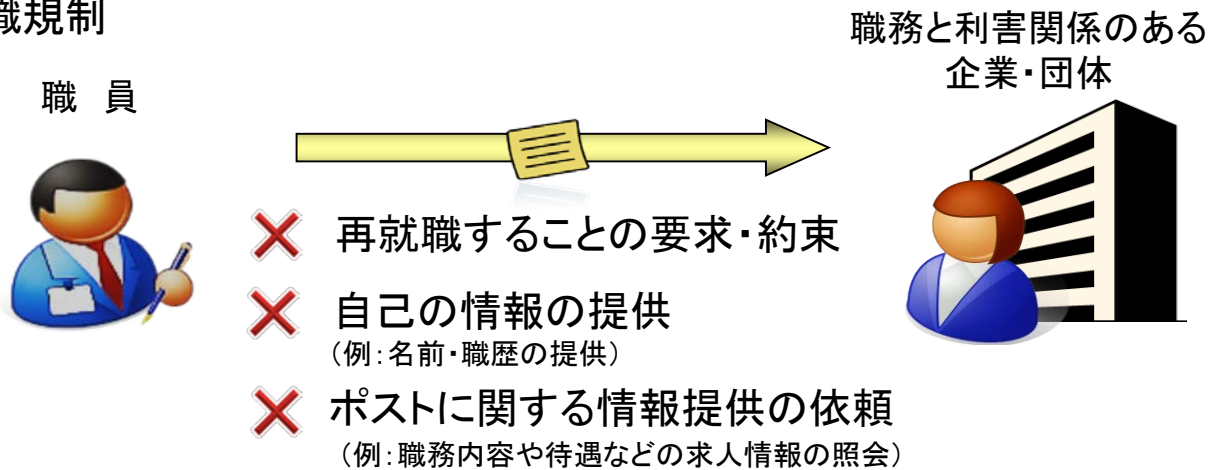 職規制
職務と利害関係のある
企業・団体
職 員
再就職することの要求・約束
自己の情報の提供
（例：名前・職歴の提供）
ポストに関する情報提供の依頼
（例：職務内容や待遇などの求人情報の照会）